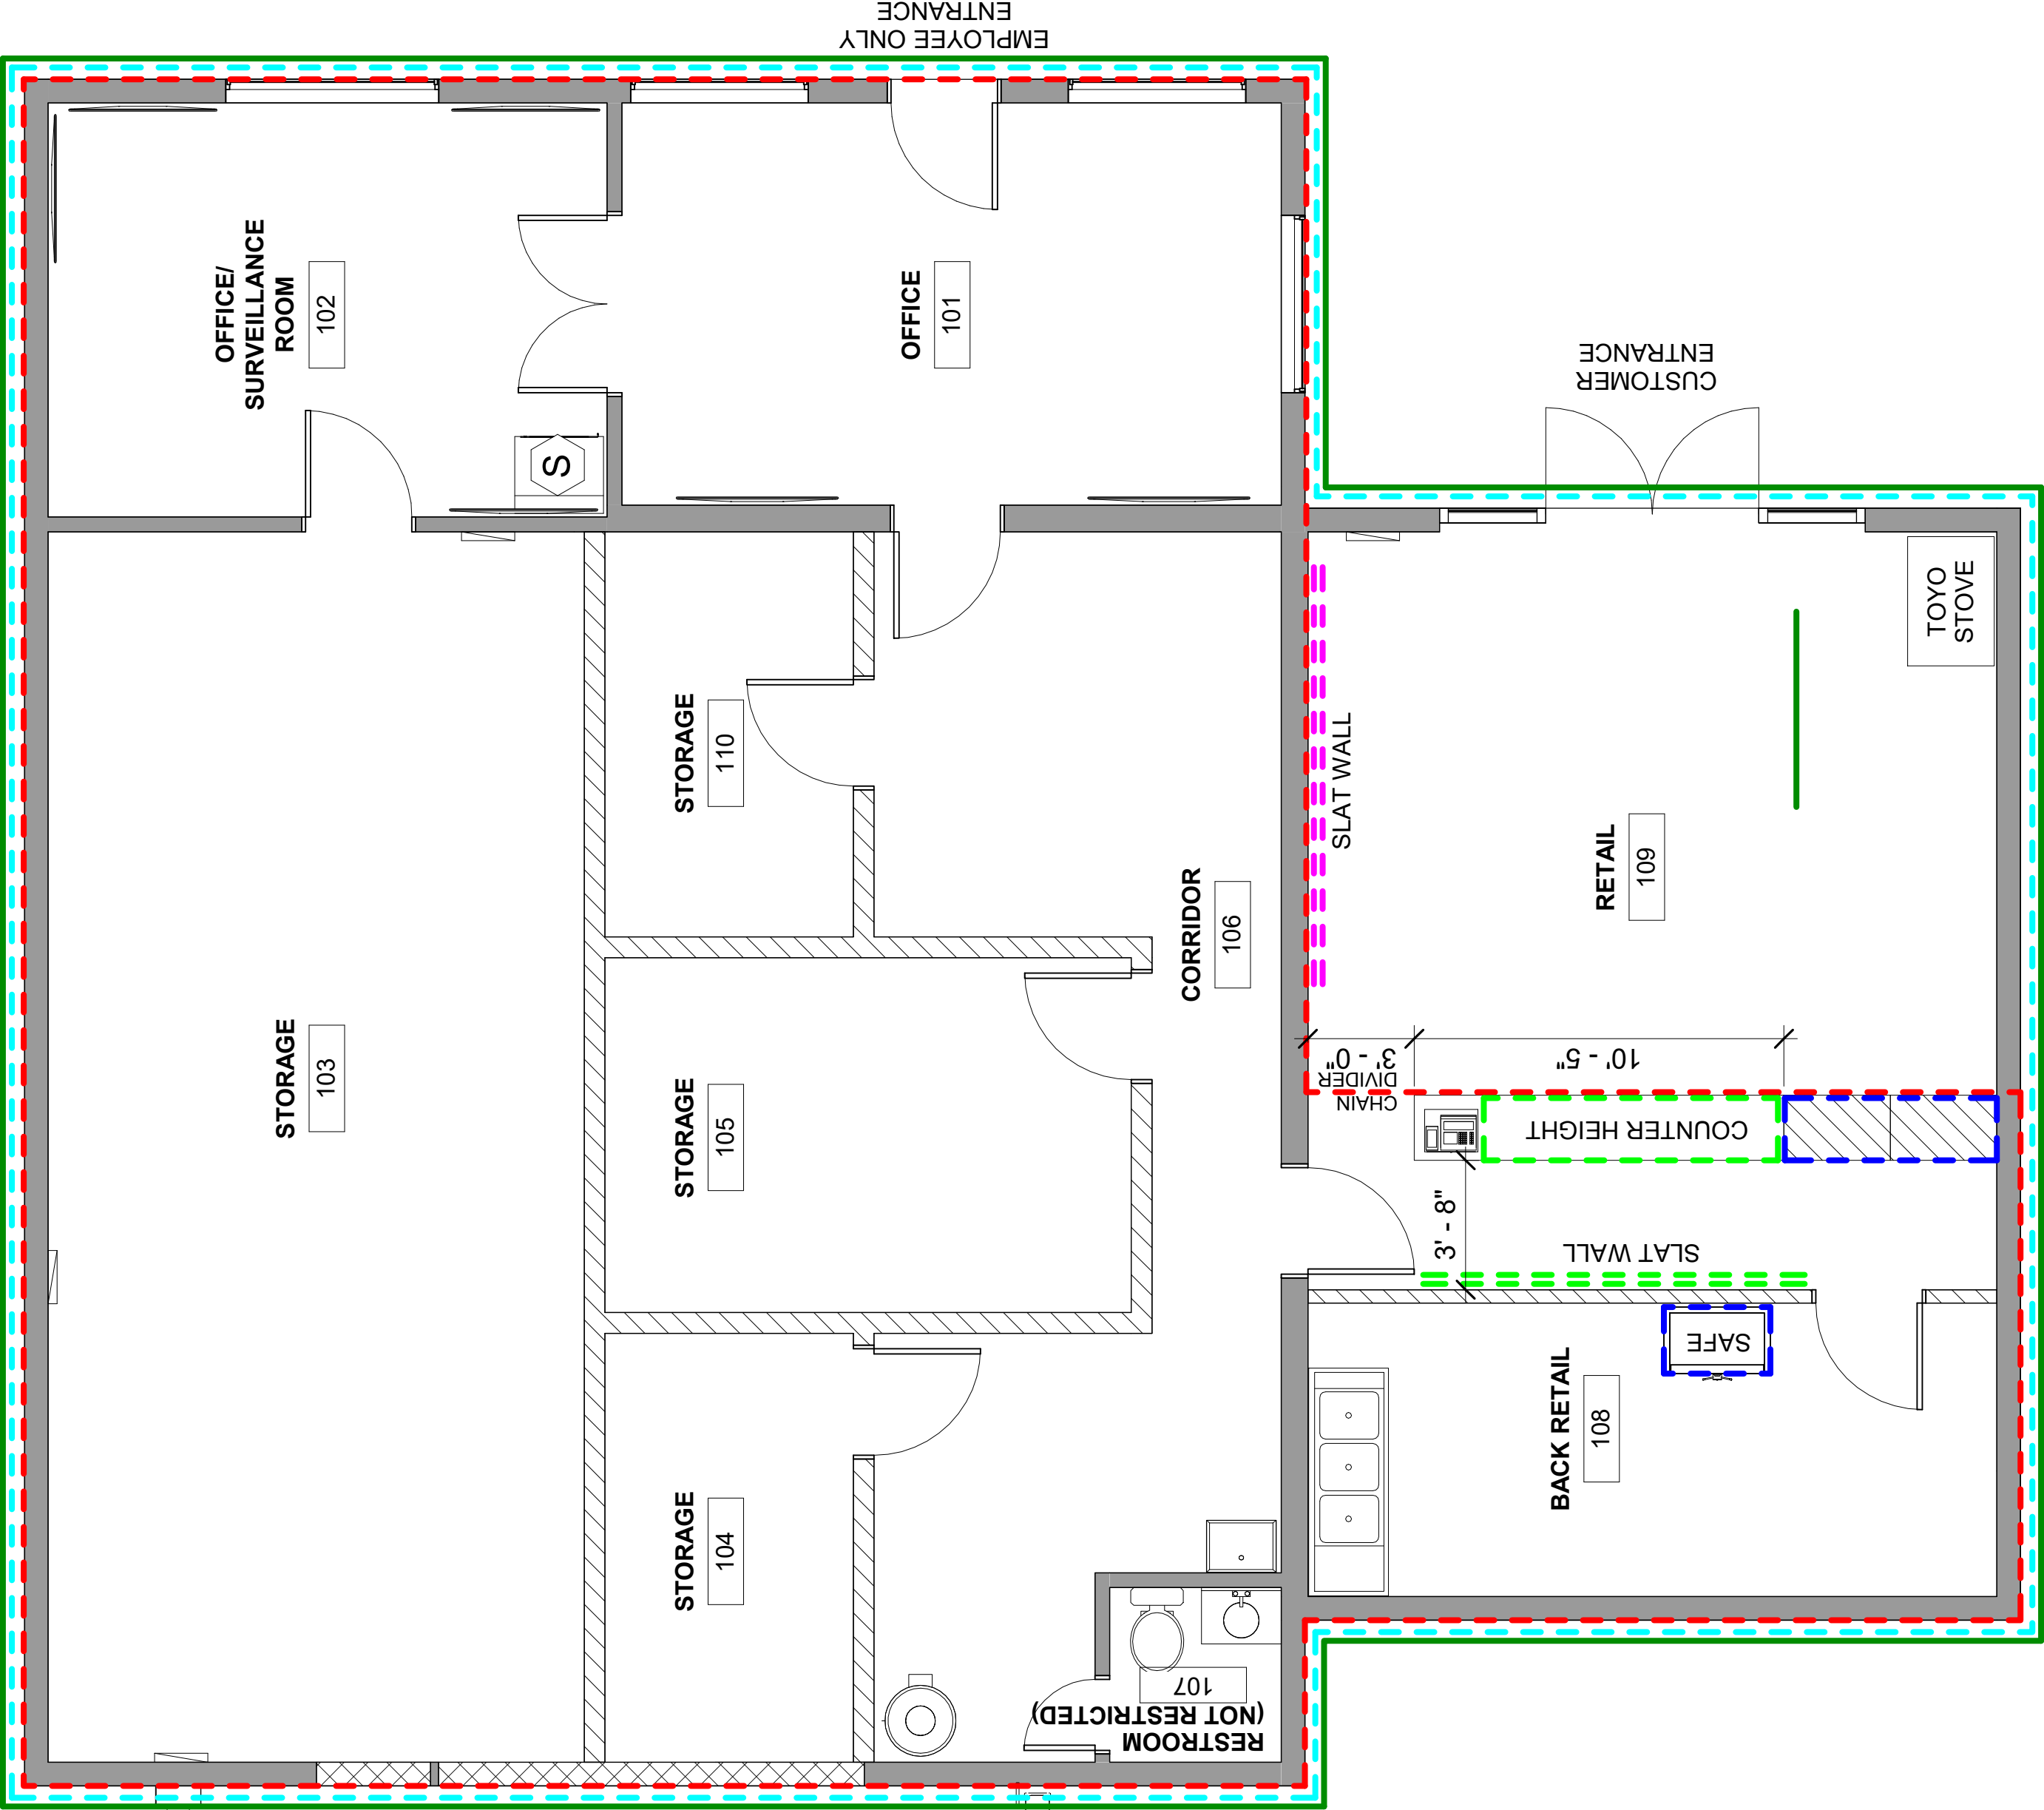 EMPLOYEE ONLY
ENTRANCE
OFFICE/
SURVEILLANCE
ROOM
102
OFFICE
101
S
CUSTOMER
ENTRANCE
TOYO
STOVE
STORAGE
110
SLAT WALL
RETAIL
109
CORRIDOR
106
STORAGE
103
STORAGE
105
3' - 0"
10' - 5"
CHAIN
DIVIDER
COUNTER HEIGHT
3' - 8"
SLAT WALL
SAFE
BACK RETAIL
108
STORAGE
104
RESTROOM
(NOT RESTRICTED)
107